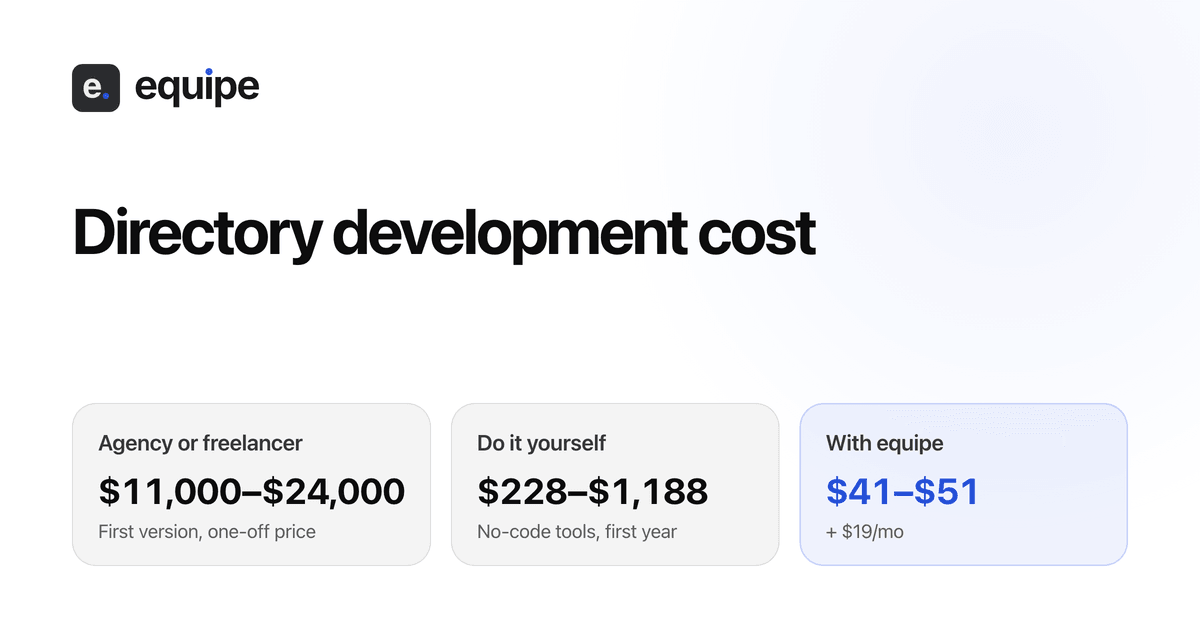 e.
equipe
Directory development cost
Agency or freelancer
$11,000–$24,000
First version, one-off price
Do it yourself
$228–$1,188
No-code tools, first year
With equipe
$41–$51
+ $19/mo